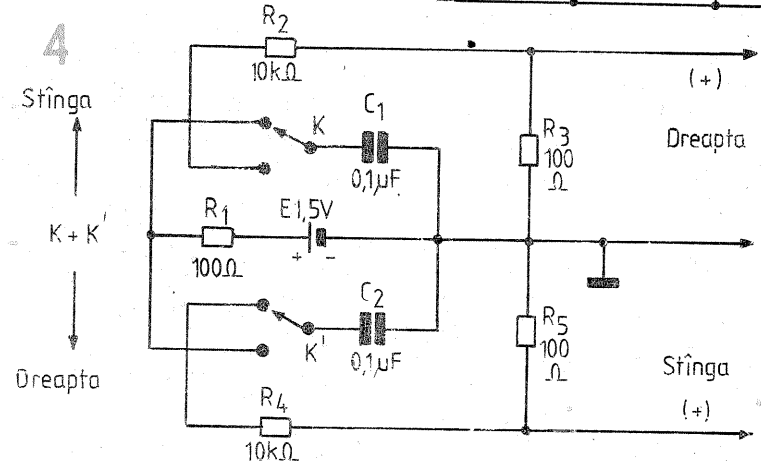 4
R2
10kΩ
Stînga
(+)
C1
K
0,1µF
R3
100
Ω
Dreapta
K + K'
R1
100Ω
E1,5V
+ -
C2
K'
0,1µF
R5
100
Ω
Stînga
(+)
Dreapta
R4
10kΩ